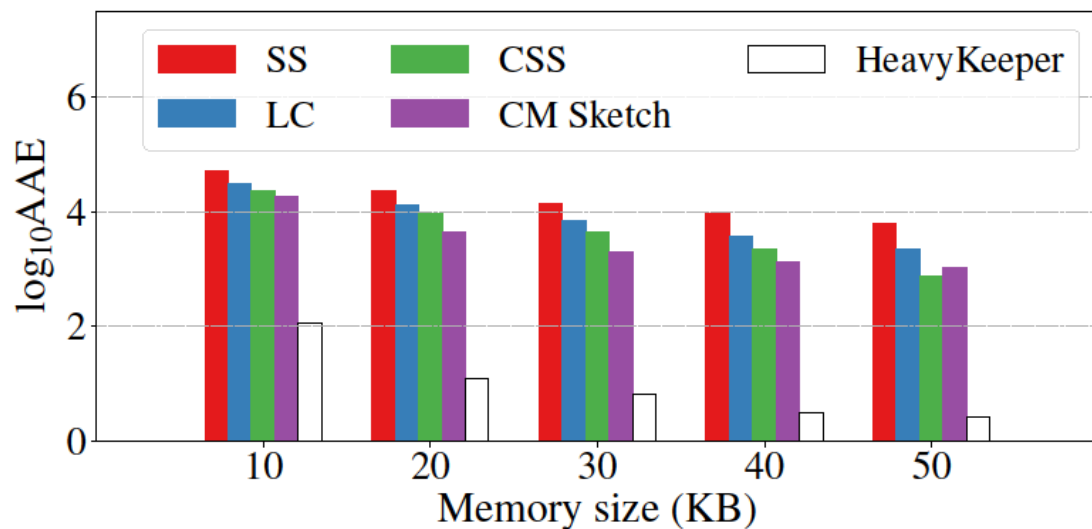 SS CSS HeavyKeeper
LC CM Sketch
log₁₀AAE
6
4
2
0
10 20 30 40 50
Memory size (KB)